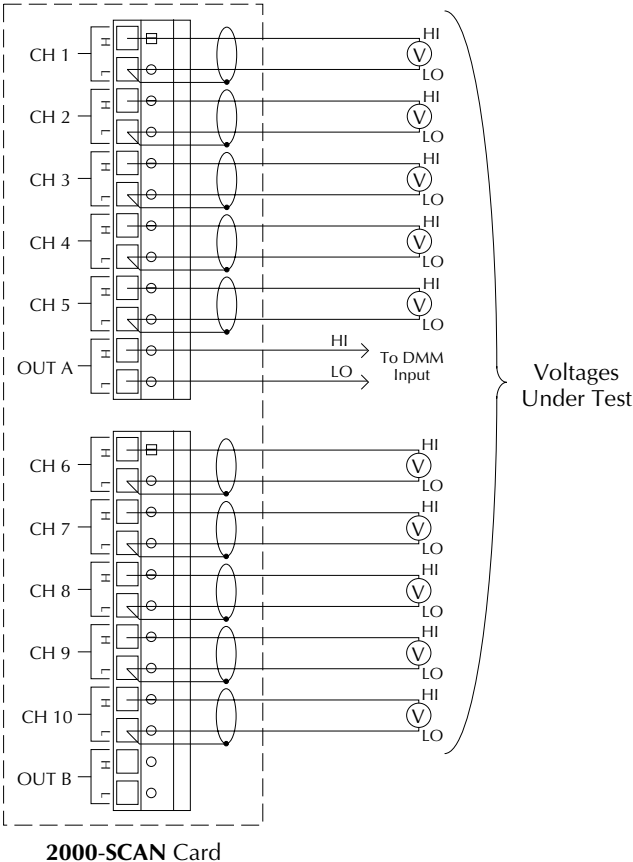 CH 1
H
L
HI
V
LO
CH 2
H
L
HI
V
LO
CH 3
H
L
HI
V
LO
CH 4
H
L
HI
V
LO
CH 5
H
L
HI
V
LO
OUT A
H
L
HI
LO
To DMM
Input
Voltages
Under Test
CH 6
H
L
HI
V
LO
CH 7
H
L
HI
V
LO
CH 8
H
L
HI
V
LO
CH 9
H
L
HI
V
LO
CH 10
H
L
HI
V
LO
OUT B
H
L
2000-SCAN Card